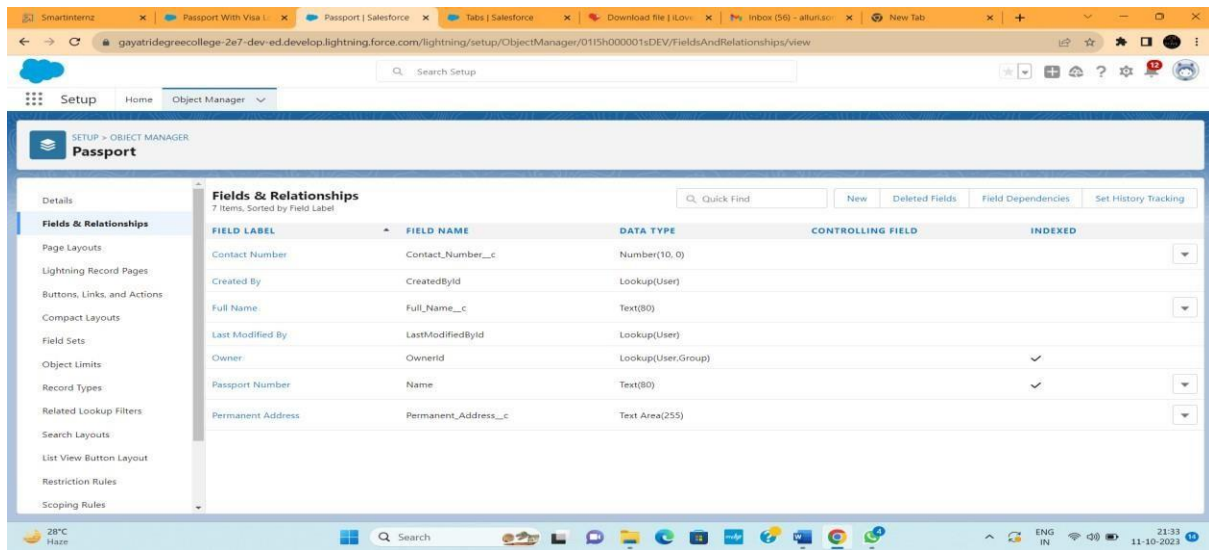 Smartinternz
Passport With Visa L
Passport | Salesforce
Tabs | Salesforce
Download file | iLov
Inbox (56) - alluri.so
New Tab
gayatridegreecollege-2e7-dev-ed.develop.lightning.force.com/lightning/setup/ObjectManager/01I5h000001sDEV/FieldsAndRelationships/view
Search Setup
12
Setup Home Object Manager
SETUP > OBJECT MANAGER
Passport
Details
Fields & Relationships
Page Layouts
Lightning Record Pages
Buttons, Links, and Actions
Compact Layouts
Field Sets
Object Limits
Record Types
Related Lookup Filters
Search Layouts
List View Button Layout
Restriction Rules
Scoping Rules
Fields & Relationships
7 Items, Sorted by Field Label
Quick Find New Deleted Fields Field Dependencies Set History Tracking
FIELD LABEL FIELD NAME DATA TYPE CONTROLLING FIELD INDEXED
Contact Number Contact_Number__c Number(10, 0)
Created By CreatedById Lookup(User)
Full Name Full_Name__c Text(80)
Last Modified By LastModifiedById Lookup(User)
Owner OwnerId Lookup(User,Group)
Passport Number Name Text(80)
Permanent Address Permanent_Address__c Text Area(255)
28°C
Haze
Search
ENG
IN
21:33
11-10-2023